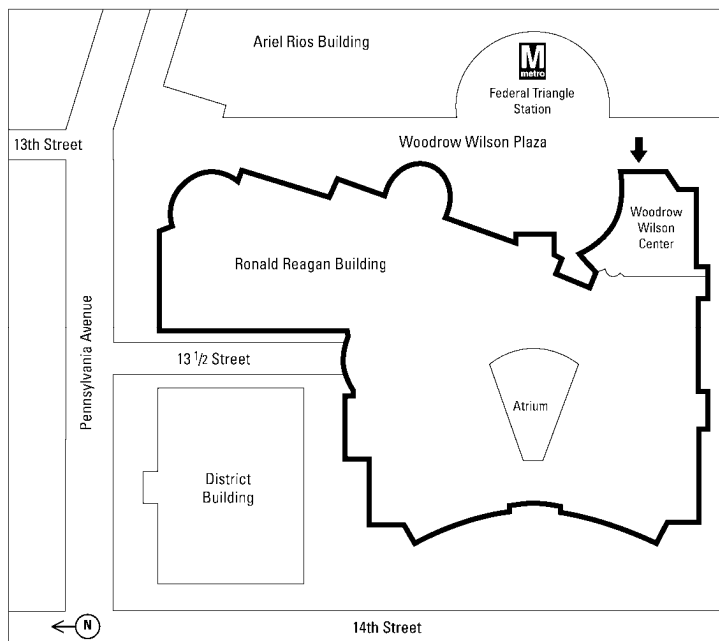 Ariel Rios Building
M
metro
Federal Triangle
Station
13th Street
Woodrow Wilson Plaza
Woodrow
Wilson
Center
Ronald Reagan Building
Pennsylvania Avenue
13 1/2 Street
Atrium
District
Building
N
14th Street